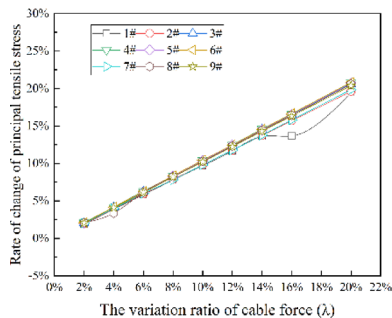 30%
1# 2# 3#
4# 5# 6#
7# 8# 9#
25%
20%
15%
10%
5%
0%
-5%
Rate of change of principal tensile stress
0% 2% 4% 6% 8% 10% 12% 14% 16% 18% 20% 22%
The variation ratio of cable force (λ)